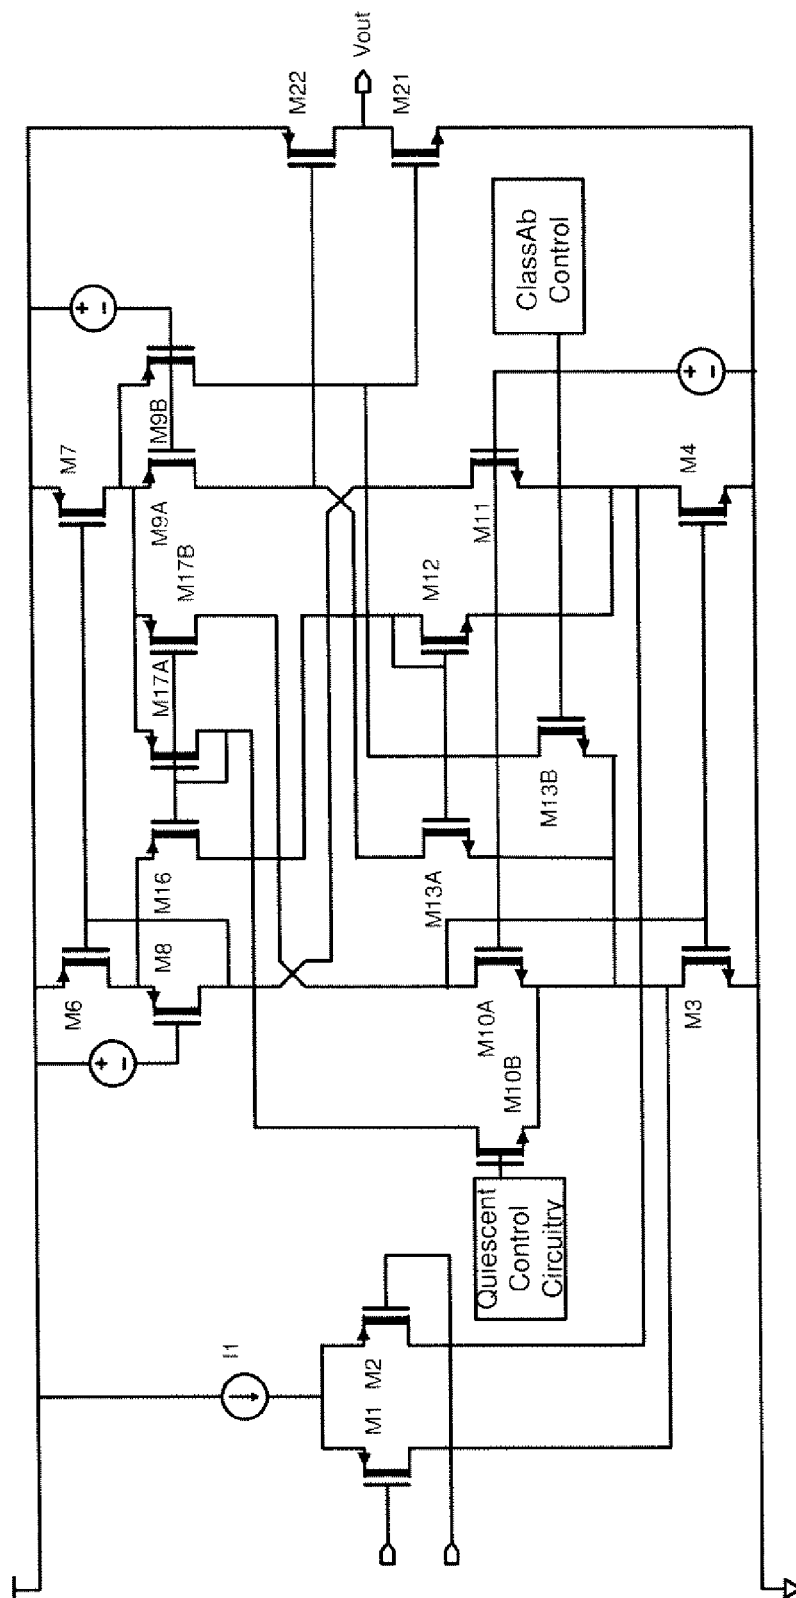 Vout
M22
M21
ClassAb
Control
M9B
M7
M9A
M17B
M17A
M16
M8
M6
M4
M11
M12
M13B
M13A
M10A
M10B
M3
Quiescent
Control
Circuitry
I1
M2
M1